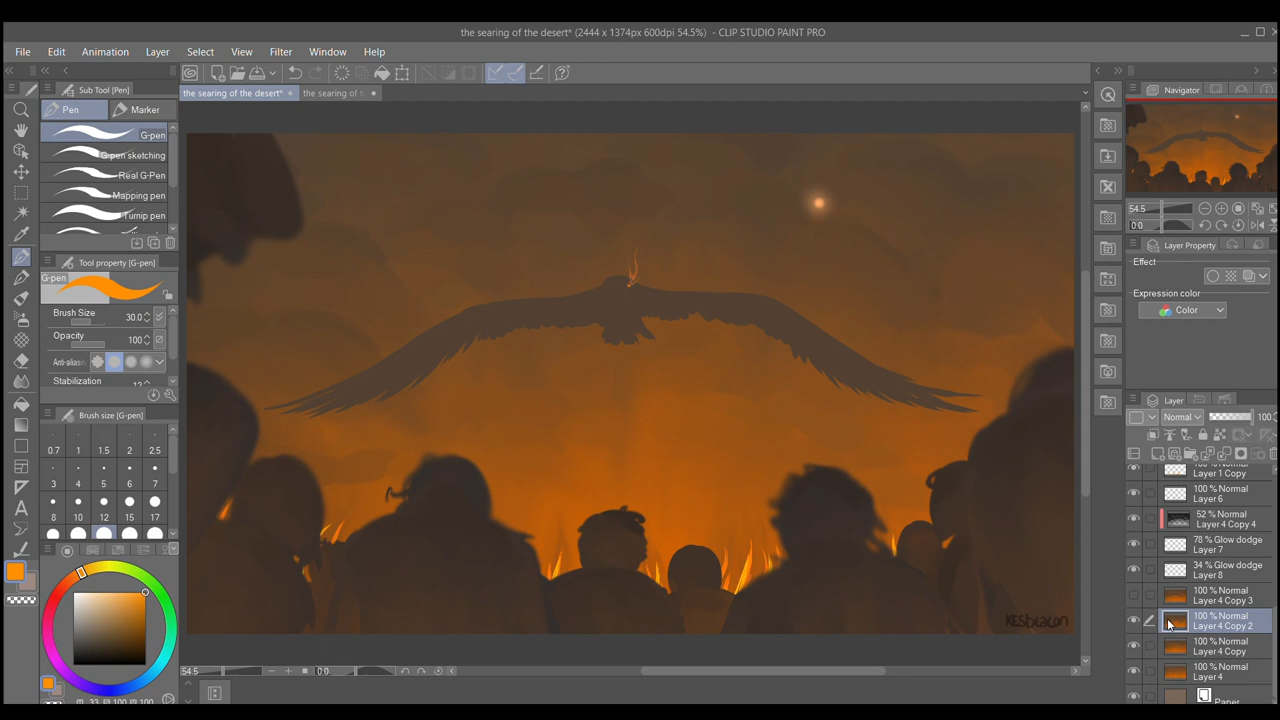 the searing of the desert* (2444 x 1374px 600dpi 54.5%) - CLIP STUDIO PAINT PRO
File Edit Animation Layer Select View Filter Window Help
Sub Tool [Pen]
Pen Marker
G-pen
G-pen sketching
Real G-Pen
Mapping pen
Turnip pen
Tool property [G-pen]
G-pen
Brush Size 30.0
Opacity 100
Anti-aliasing
Stabilization 12
Brush size [G-pen]
0.7 1 1.5 2 2.5
3 4 5 6 7
8 10 12 15 17
33 S 100 V 100
the searing of the desert* the searing of t
KESbeacon
54.5 0.0
Navigator
54.5
0.0
Layer Property
Effect
Expression color
Color
Layer
Normal 100
100 % Normal
Layer 1 Copy
100 % Normal
Layer 6
52 % Normal
Layer 4 Copy 4
78 % Glow dodge
Layer 7
34 % Glow dodge
Layer 8
100 % Normal
Layer 4 Copy 3
100 % Normal
Layer 4 Copy 2
100 % Normal
Layer 4 Copy
100 % Normal
Layer 4
Paper